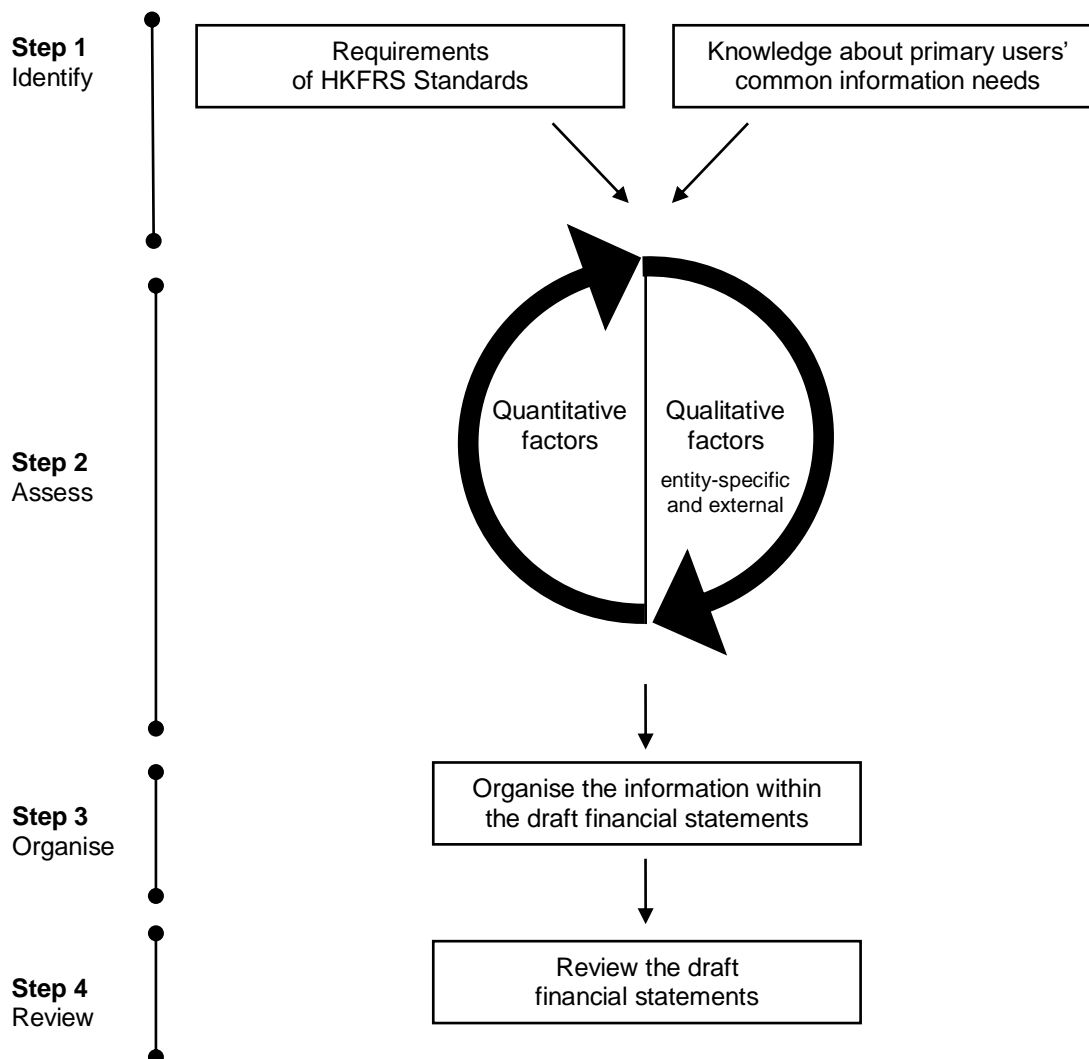 Step 1
Identify
Requirements
of HKFRS Standards
Knowledge about primary users’
common information needs
Step 2
Assess
Quantitative
factors
Qualitative
factors
entity-specific
and external
Step 3
Organise
Organise the information within
the draft financial statements
Step 4
Review
Review the draft
financial statements